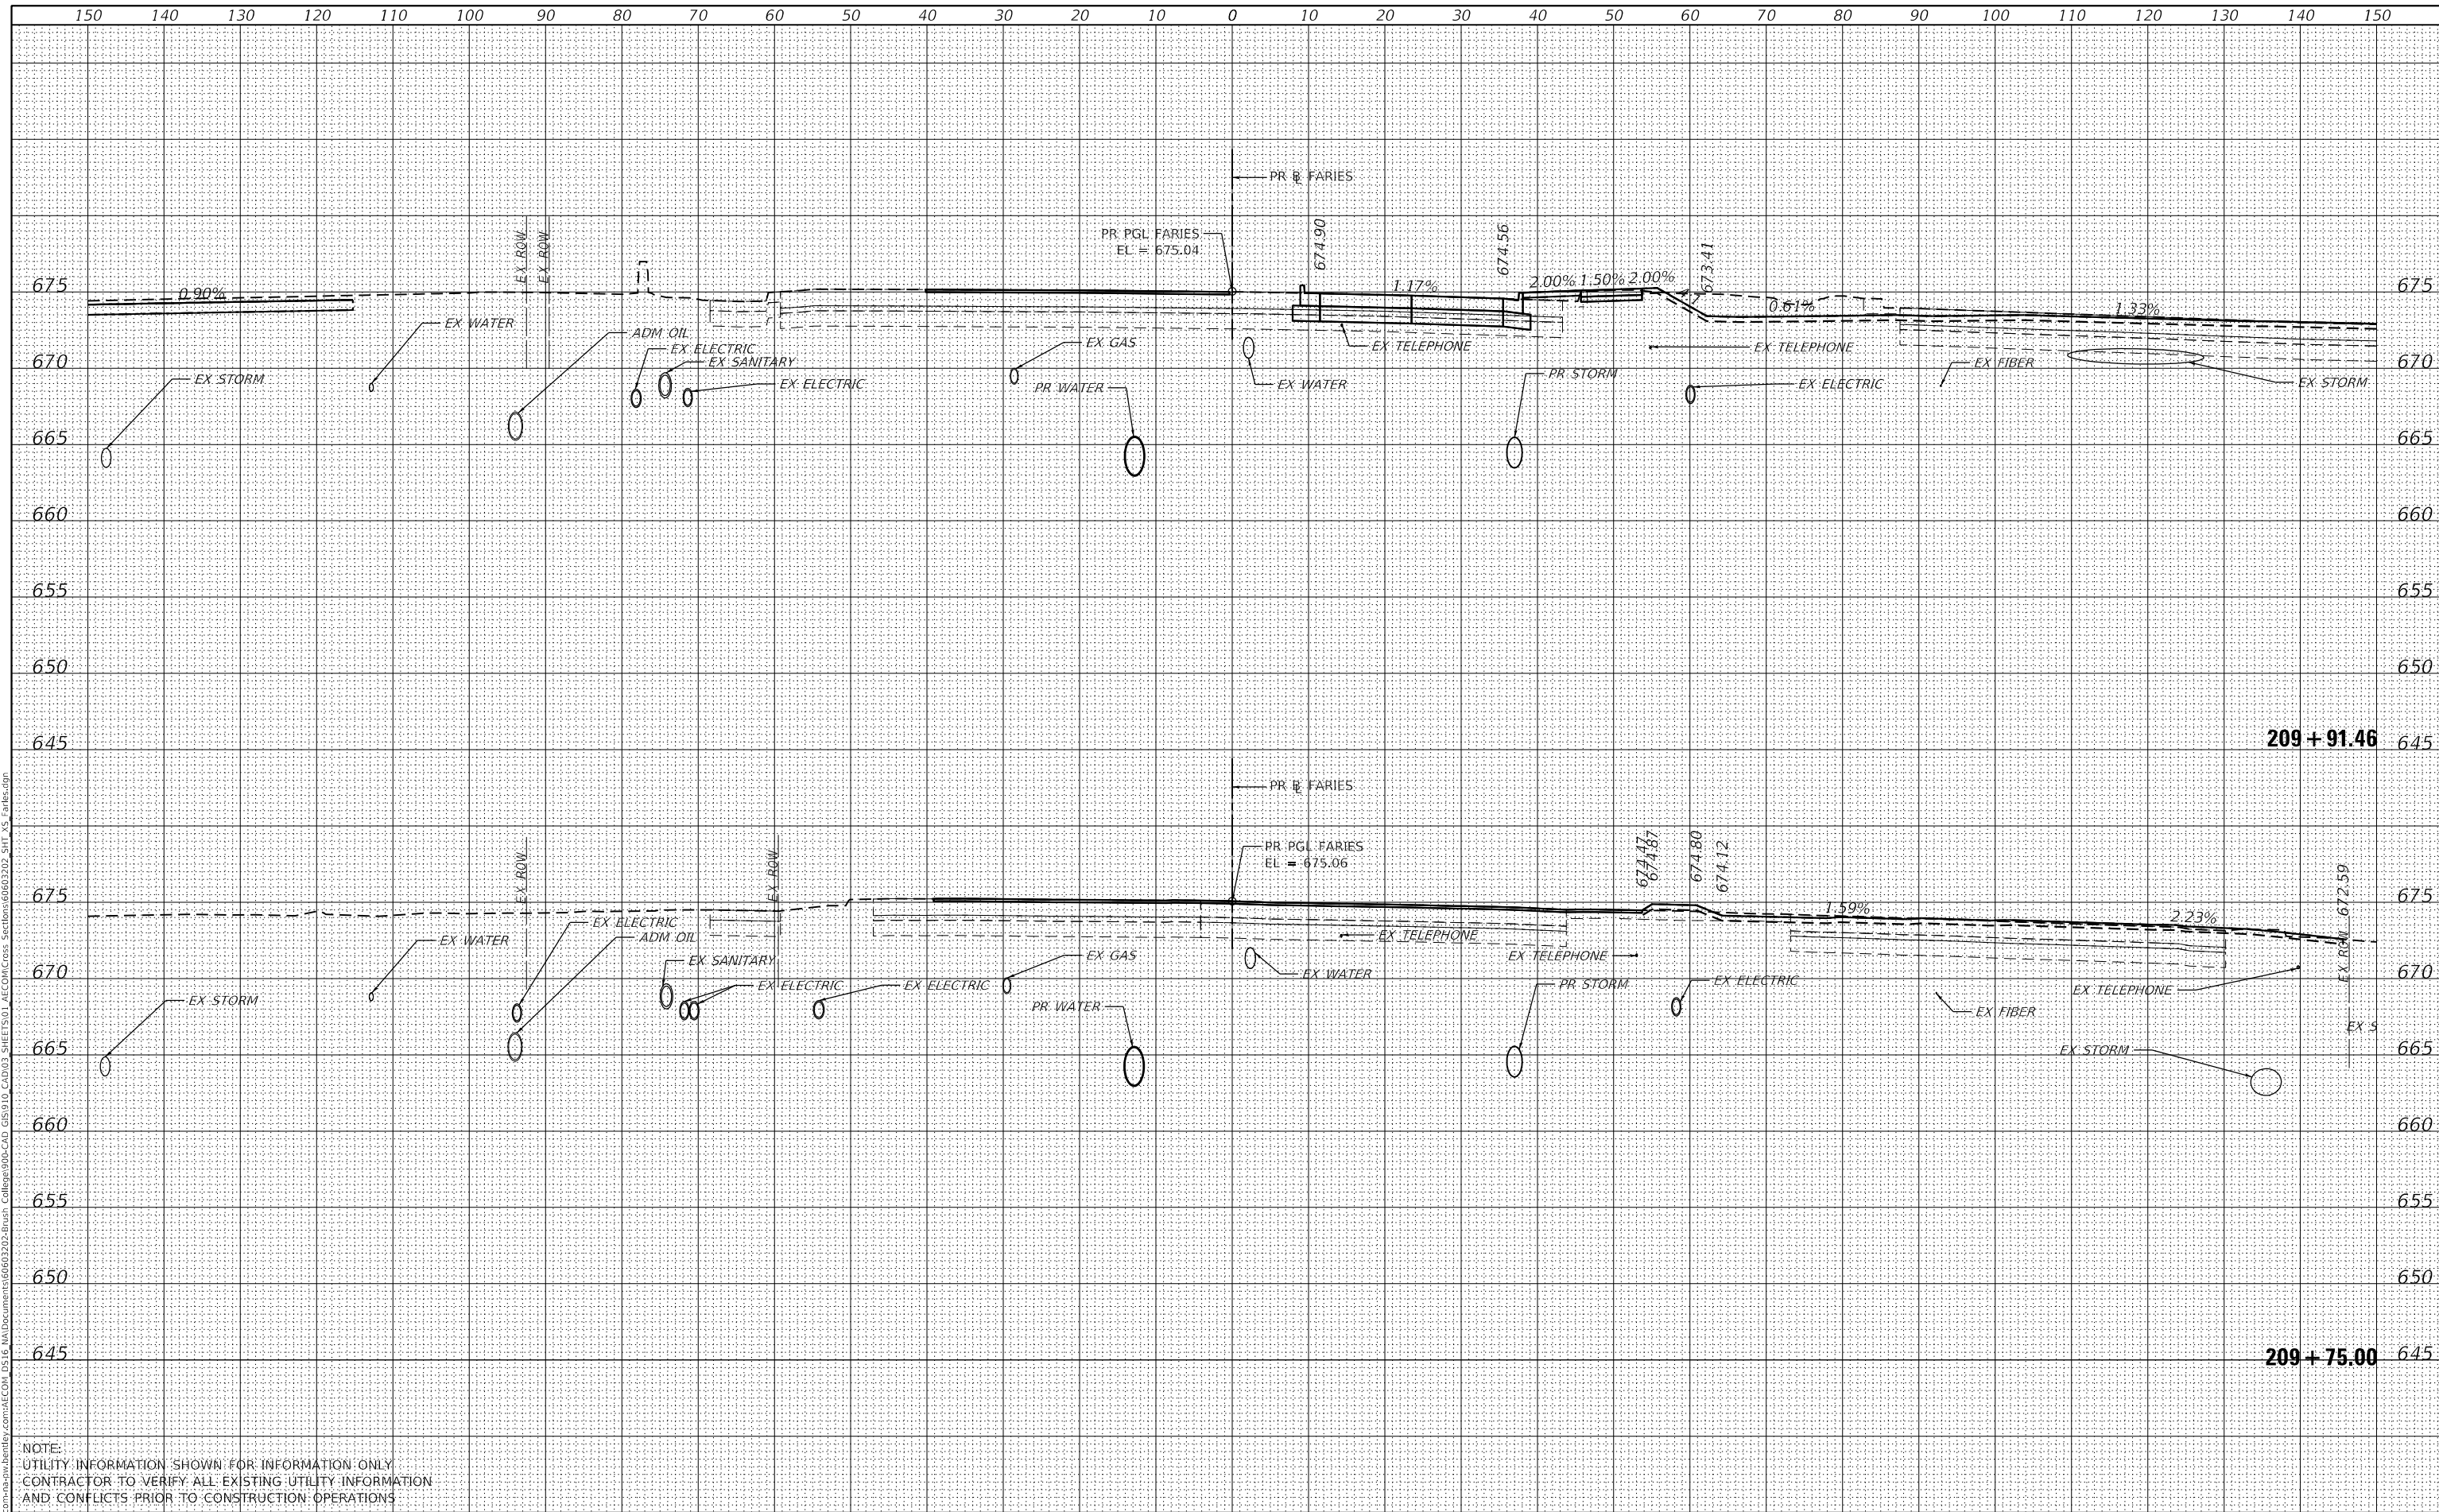 150 140 130 120 110 100 90 80 70 60 50 40 30 20 10 0 10 20 30 40 50 60 70 80 90 100 110 120 130 140 150
PR BL FARIES
PR PGL FARIES
EL = 675.04
674.90
674.56
673.41
EX ROW
EX ROW
675
0.90%
1.17%
2.00%
1.50%
2.00%
0.61%
1.33%
675
EX WATER
ADM OIL
EX ELECTRIC
EX SANITARY
EX ELECTRIC
EX GAS
PR WATER
EX WATER
EX TELEPHONE
PR STORM
EX TELEPHONE
EX ELECTRIC
EX FIBER
EX STORM
670
EX STORM
670
665
665
660
660
655
655
650
650
645
209+91.46
645
PR BL FARIES
PR PGL FARIES
EL = 675.06
EX ROW
EX ROW
674.47
674.87
674.80
674.12
EX ROW
672.59
675
1.59%
2.23%
675
EX WATER
EX ELECTRIC
ADM OIL
EX SANITARY
EX ELECTRIC
EX ELECTRIC
EX GAS
PR WATER
EX WATER
EX TELEPHONE
EX TELEPHONE
PR STORM
EX ELECTRIC
EX FIBER
EX TELEPHONE
EX STORM
EX S
670
EX STORM
670
665
665
660
660
655
655
650
650
645
209+75.00
645
NOTE:
UTILITY INFORMATION SHOWN FOR INFORMATION ONLY
CONTRACTOR TO VERIFY ALL EXISTING UTILITY INFORMATION
AND CONFLICTS PRIOR TO CONSTRUCTION OPERATIONS